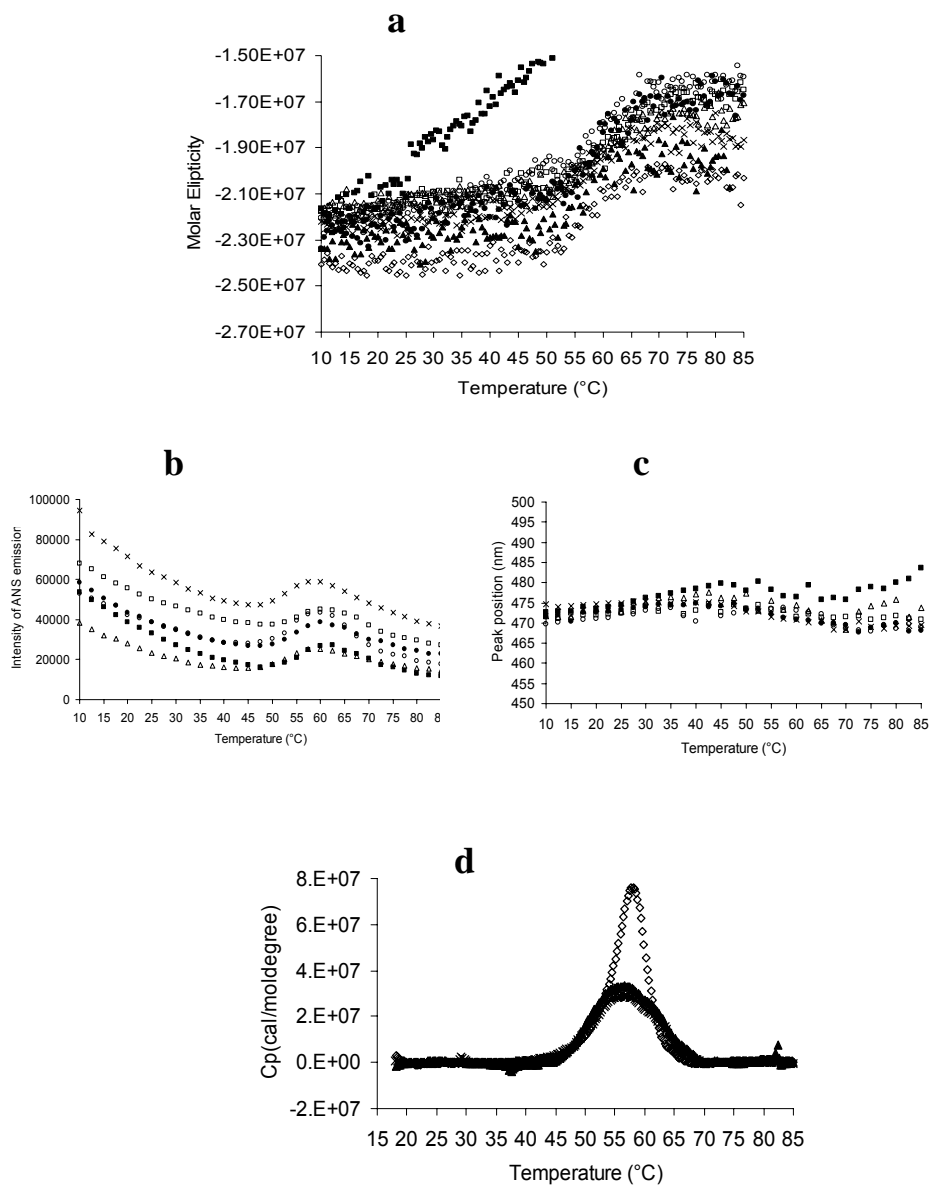 a
-1.50E+07
-1.70E+07
-1.90E+07
-2.10E+07
-2.30E+07
-2.50E+07
-2.70E+07
Molar Elipticity
10 15 20 25 30 35 40 45 50 55 60 65 70 75 80 85
Temperature (°C)
b
100000
80000
60000
40000
20000
0
Intensity of ANS emission
10 15 20 25 30 35 40 45 50 55 60 65 70 75 80 8
Temperature (°C)
c
500
495
490
485
480
475
470
465
460
455
450
Peak position (nm)
10 15 20 25 30 35 40 45 50 55 60 65 70 75 80 85
Temperature (°C)
d
8.E+07
6.E+07
4.E+07
2.E+07
0.E+00
-2.E+07
Cp(cal/moldegree)
15 20 25 30 35 40 45 50 55 60 65 70 75 80 85
Temperature (°C)